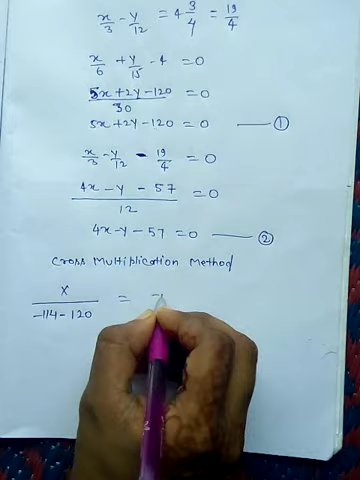 x/3 - y/12 = 4 3/4 = 19/4
x/6 + y/15 - 4 = 0
5x + 2y - 120 / 30 = 0
5x + 2y - 120 = 0 —— ①
x/3 - y/12 - 19/4 = 0
4x - y - 57 / 12 = 0
4x - y - 57 = 0 —— ②
Cross Multiplication Method
x / -114 - 120 =